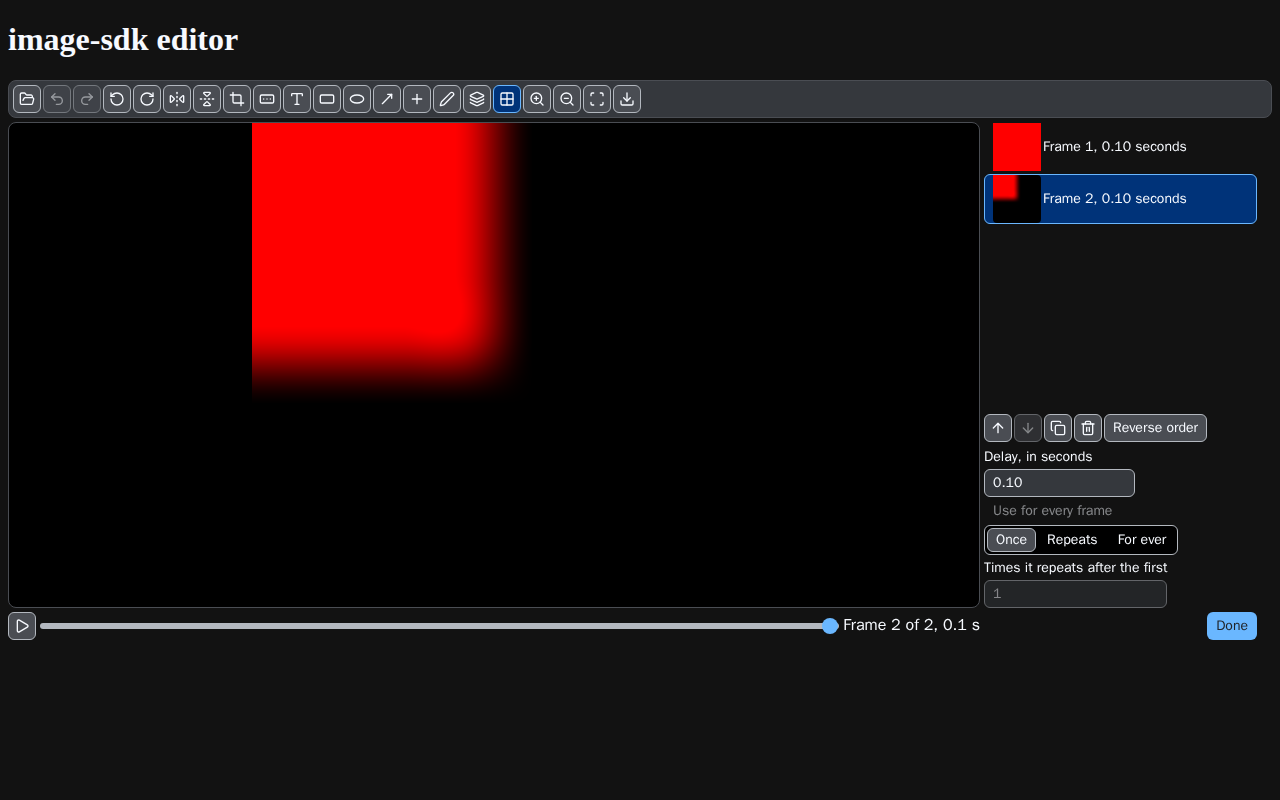 image-sdk editor
Frame 1, 0.10 seconds
Frame 2, 0.10 seconds
Reverse order
Delay, in seconds
0.10
Use for every frame
Once Repeats For ever
Times it repeats after the first
1
Frame 2 of 2, 0.1 s
Done